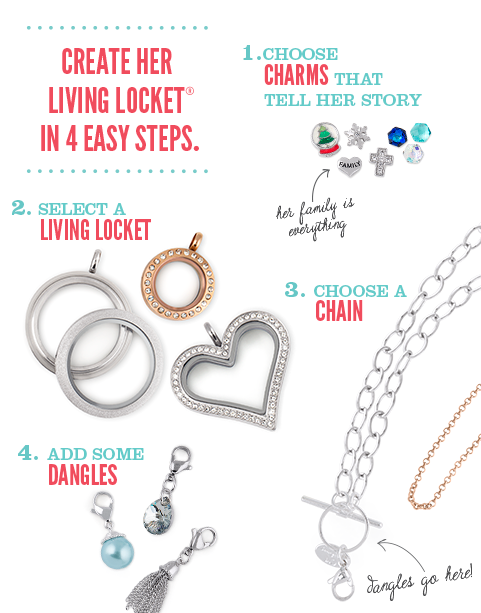 CREATE HER
LIVING LOCKET®
IN 4 EASY STEPS.
1. CHOOSE
CHARMS THAT
TELL HER STORY
FAMILY
her family is
everything
2. SELECT A
LIVING LOCKET
3. CHOOSE A
CHAIN
4. ADD SOME
DANGLES
dangles go here!